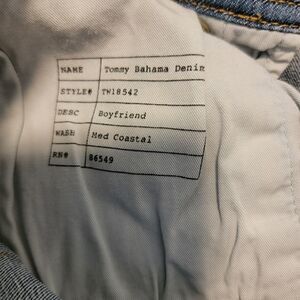 NAME Tommy Bahama Denim
STYLE# TW18542
DESC Boyfriend
WASH Med Coastal
RN# 86549